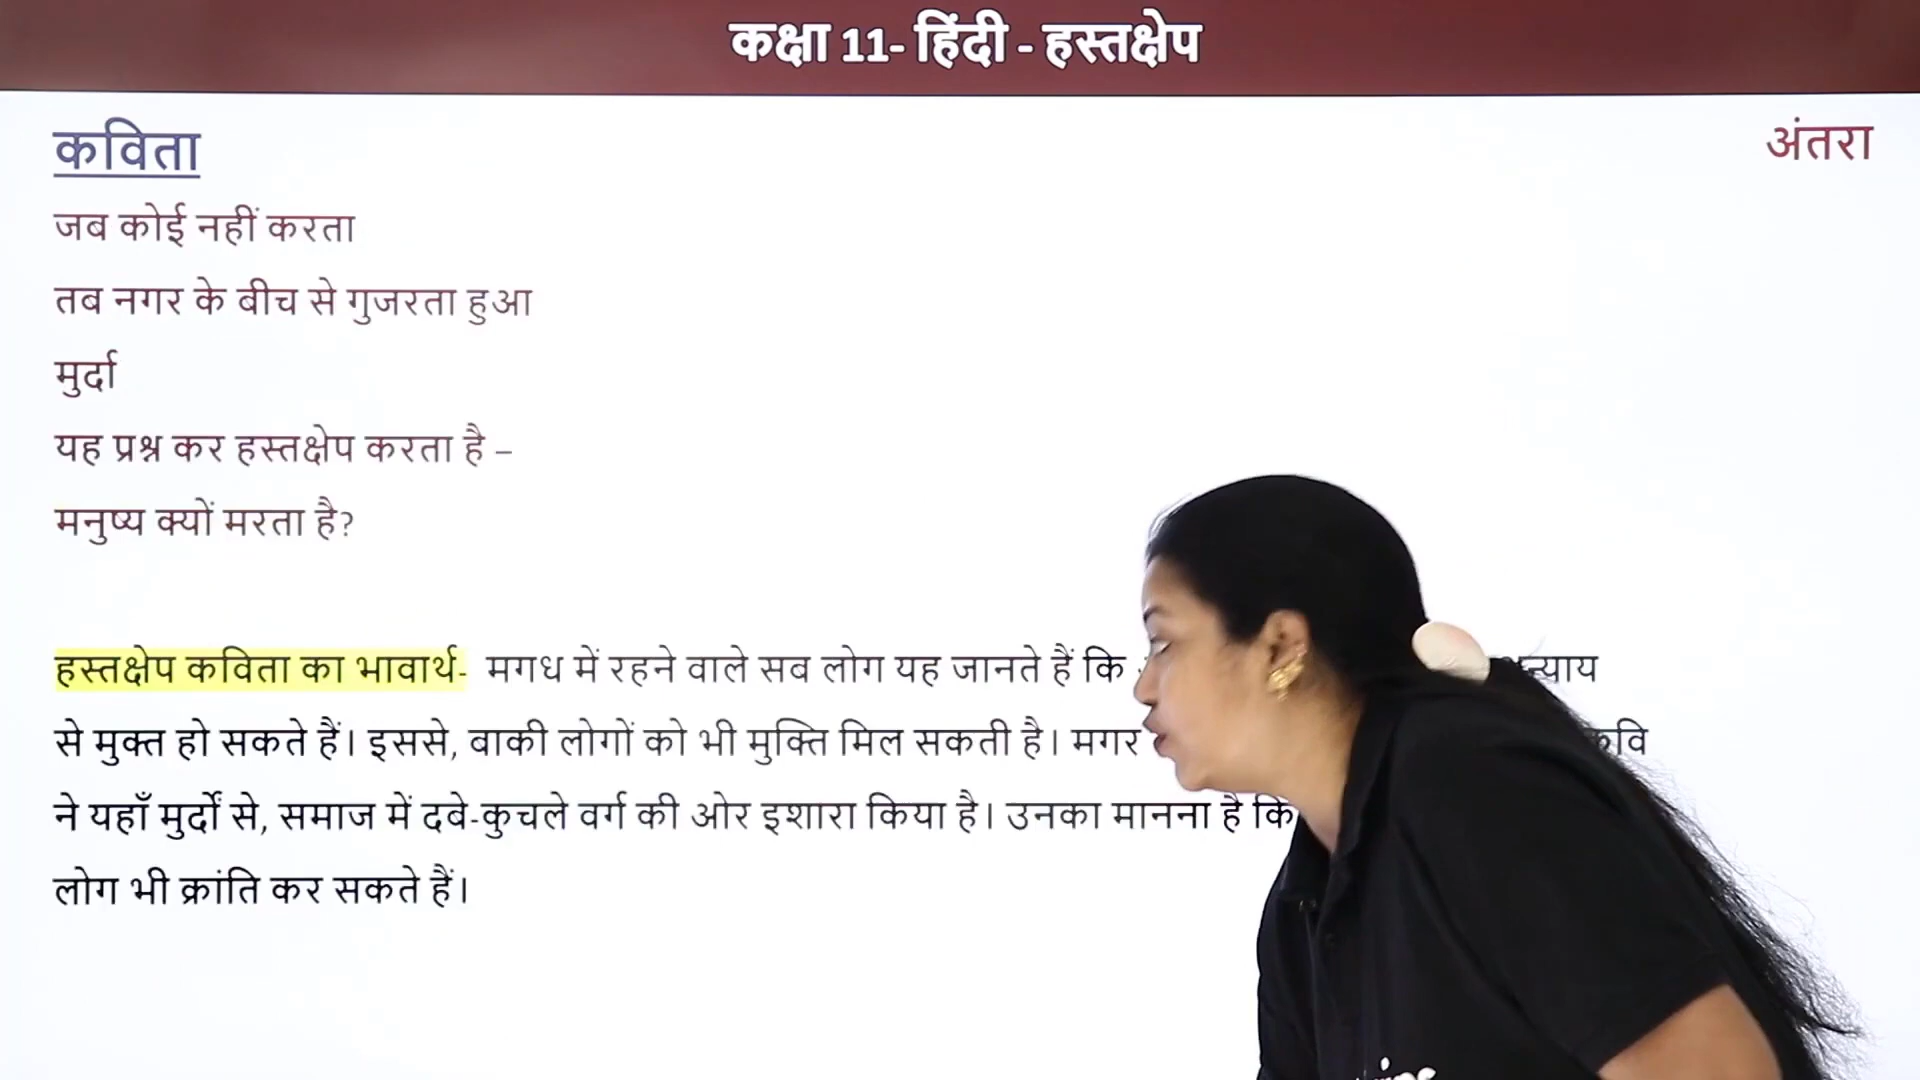 कक्षा 11- हिंदी - हस्तक्षेप
कविता
अंतरा
जब कोई नहीं करता
तब नगर के बीच से गुजरता हुआ
मुर्दा
यह प्रश्न कर हस्तक्षेप करता है –
मनुष्य क्यों मरता है?
हस्तक्षेप कविता का भावार्थ- मगध में रहने वाले सब लोग यह जानते हैं कि
से मुक्त हो सकते हैं। इससे, बाकी लोगों को भी मुक्ति मिल सकती है। मगर
ने यहाँ मुर्दों से, समाज में दबे-कुचले वर्ग की ओर इशारा किया है। उनका मानना है कि
लोग भी क्रांति कर सकते हैं।